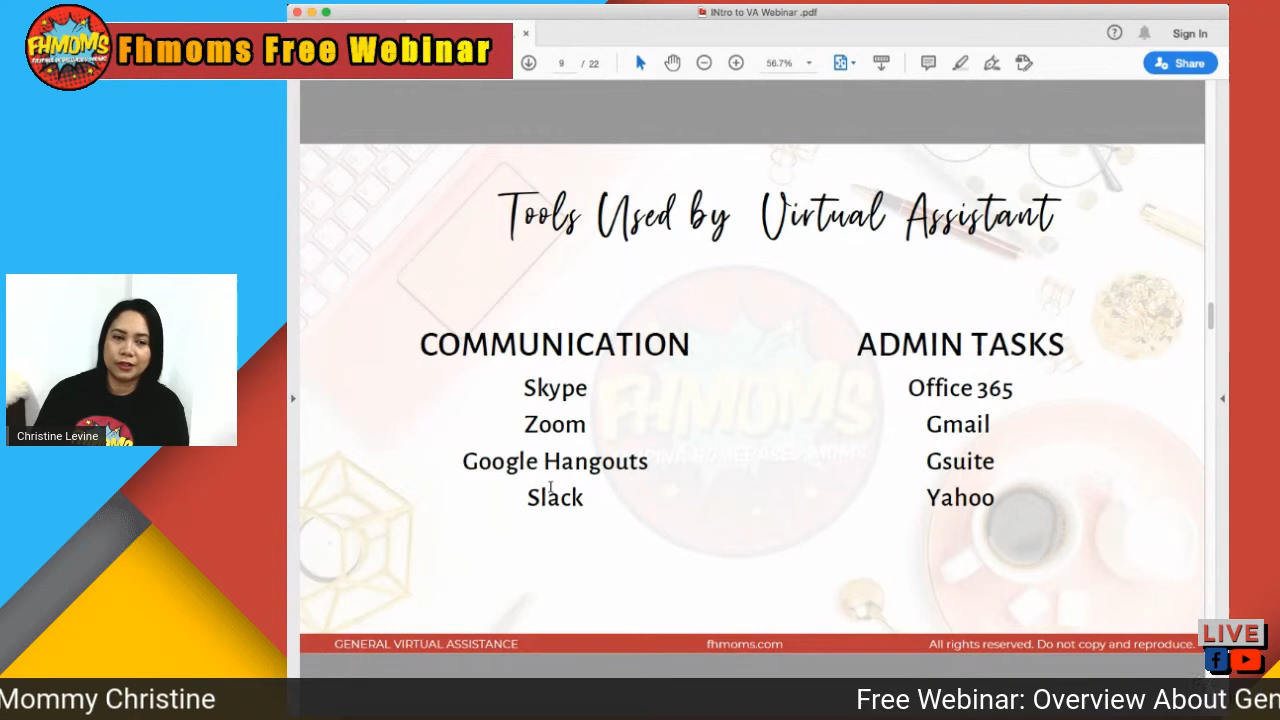 FHMOMS
Fhmoms Free Webinar
INtro to VA Webinar .pdf
Sign In
9 / 22
56.7%
Share
Tools Used by Virtual Assistant
COMMUNICATION
Skype
Zoom
Google Hangouts
Slack
ADMIN TASKS
Office 365
Gmail
Gsuite
Yahoo
FHMOMS
GENERAL VIRTUAL ASSISTANCE
fhmoms.com
All rights reserved. Do not copy and reproduce.
Christine Levine
LIVE
Mommy Christine
Free Webinar: Overview About Gen